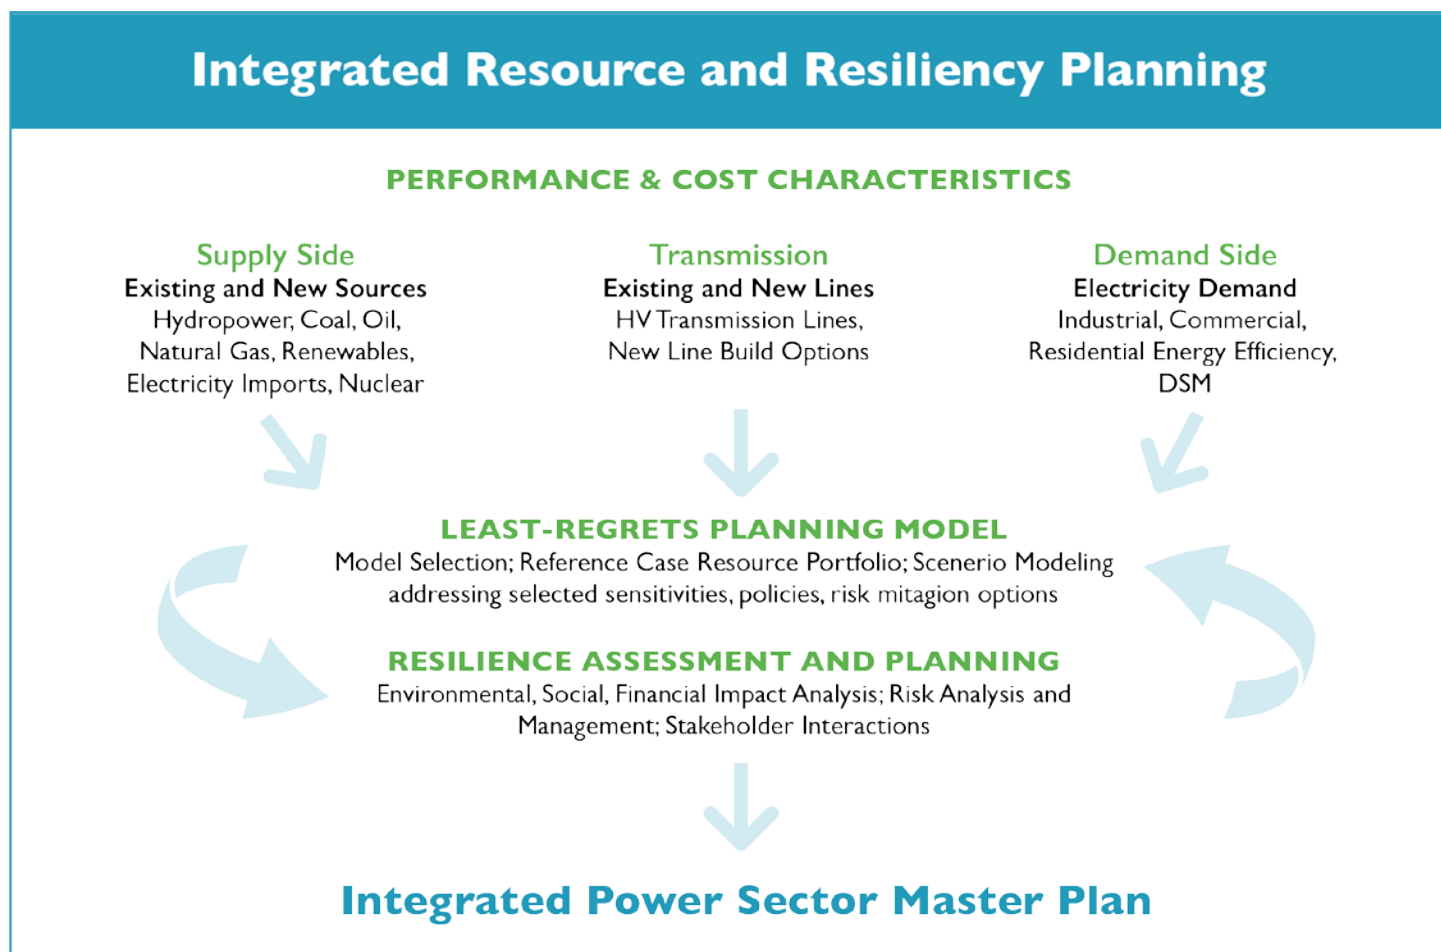 Integrated Resource and Resiliency Planning
PERFORMANCE & COST CHARACTERISTICS
Supply Side
Existing and New Sources
Hydropower, Coal, Oil,
Natural Gas, Renewables,
Electricity Imports, Nuclear
Transmission
Existing and New Lines
HV Transmission Lines,
New Line Build Options
Demand Side
Electricity Demand
Industrial, Commercial,
Residential Energy Efficiency,
DSM
LEAST-REGRETS PLANNING MODEL
Model Selection; Reference Case Resource Portfolio; Scenerio Modeling
addressing selected sensitivities, policies, risk mitagion options
RESILIENCE ASSESSMENT AND PLANNING
Environmental, Social, Financial Impact Analysis; Risk Analysis and
Management; Stakeholder Interactions
Integrated Power Sector Master Plan